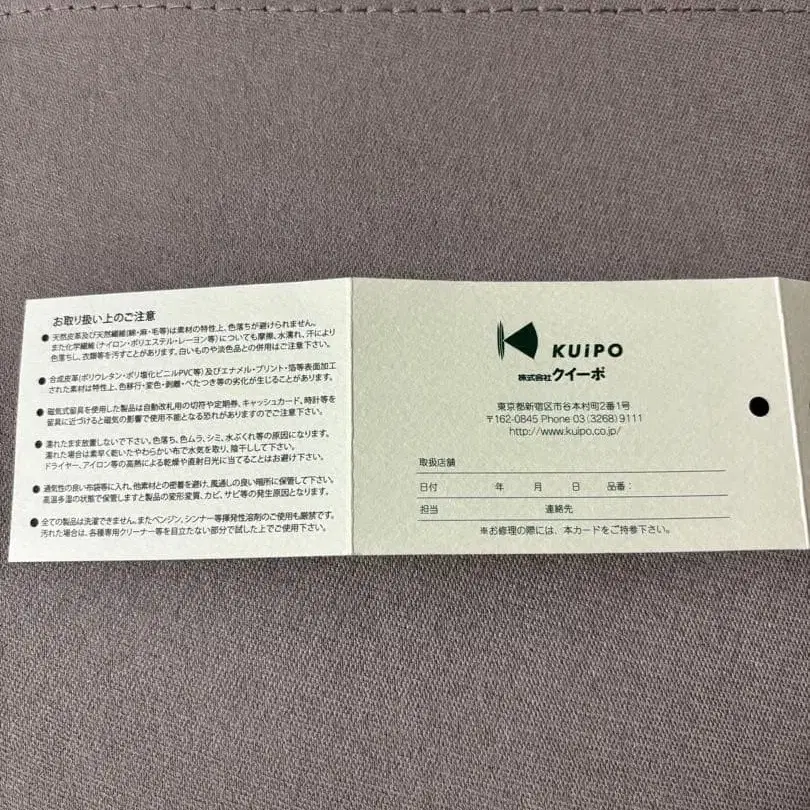 お取り扱い上のご注意
● 天然皮革及び天然繊維(綿・麻・毛等)は素材の特性上、色落ちが避けられません。
また化学繊維(ナイロン・ポリエステル・レーヨン等)についても摩擦、水濡れ、汗により
色落ちし、衣類等を汚すことがあります。白いものや淡色品との併用はご注意下さい。
● 合成皮革(ポリウレタン・ポリ塩化ビニルPVC等)及びエナメル・プリント・箔等表面加工
された素材は特性上、色移行・変色・剥離・べたつき等の劣化が生じることがあります。
● 磁気式留具を使用した製品は自動改札用の切符や定期券、キャッシュカード、時計等を
留具に近づけると磁気の影響で使用不能となる恐れがありますのでご注意下さい。
● 濡れたまま放置しないで下さい。色落ち、色ムラ、シミ、水ぶくれ等の原因になります。
濡れた場合は素早く乾いたやわらかい布で水気を取り、陰干しして下さい。
ドライヤー、アイロン等の高熱による乾燥や直射日光に当てることはお避け下さい。
● 通気性の良い布袋等に入れ、他素材との密着を避け、風通しの良い場所に保管して下さい。
高温多湿の状態で保管しますと製品の変形変質、カビ、サビ等の発生原因となります。
● 全ての製品は洗濯できません。またベンジン、シンナー等揮発性溶剤のご使用も厳禁です。
汚れた場合は、各種専用クリーナー等を目立たない部分で試した上でご使用下さい。
KUiPO
株式会社クイーポ
東京都新宿区市谷本村町2番1号
〒162-0845 Phone 03(3268)9111
http://www.kuipo.co.jp/
取扱店舗
日付 年 月 日 品番:
担当 連絡先
※お修理の際には、本カードをご持参下さい。